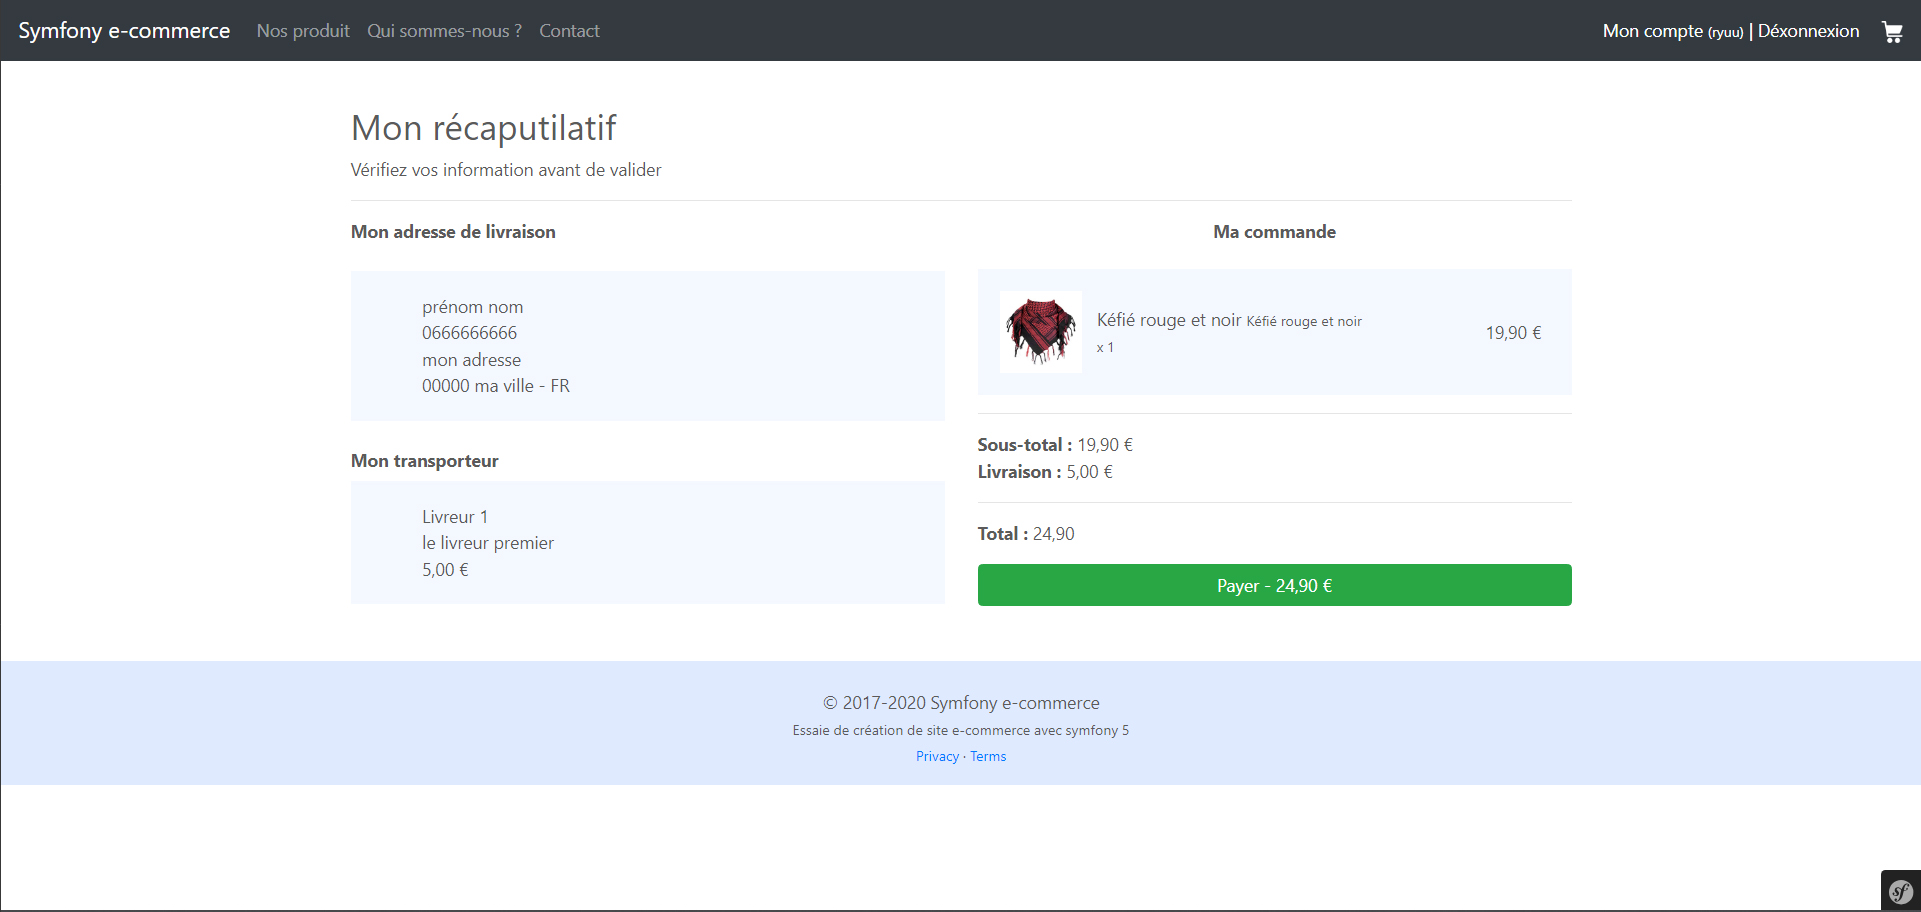 Symfony e-commerce Nos produit Qui sommes-nous ? Contact Mon compte (ryuu) | Déxonnexion
Mon récaputilatif
Vérifiez vos information avant de valider
Mon adresse de livraison
prénom nom
0666666666
mon adresse
00000 ma ville - FR
Mon transporteur
Livreur 1
le livreur premier
5,00 €
Ma commande
Kéfié rouge et noir Kéfié rouge et noir
x 1
19,90 €
Sous-total : 19,90 €
Livraison : 5,00 €
Total : 24,90
Payer - 24,90 €
© 2017-2020 Symfony e-commerce
Essaie de création de site e-commerce avec symfony 5
Privacy · Terms
sf